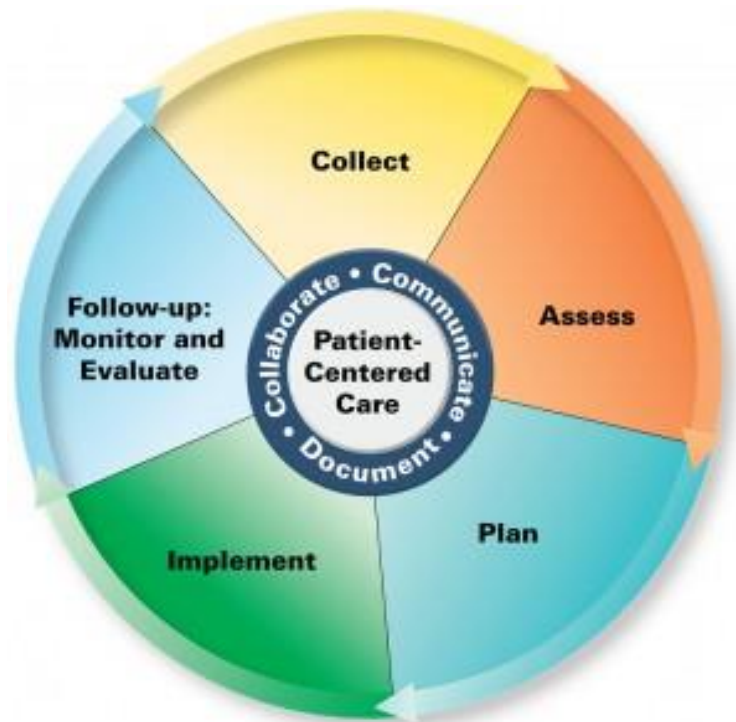 Collect
Assess
Plan
Implement
Follow-up:
Monitor and
Evaluate
Collaborate • Communicate • Document •
Patient-
Centered
Care